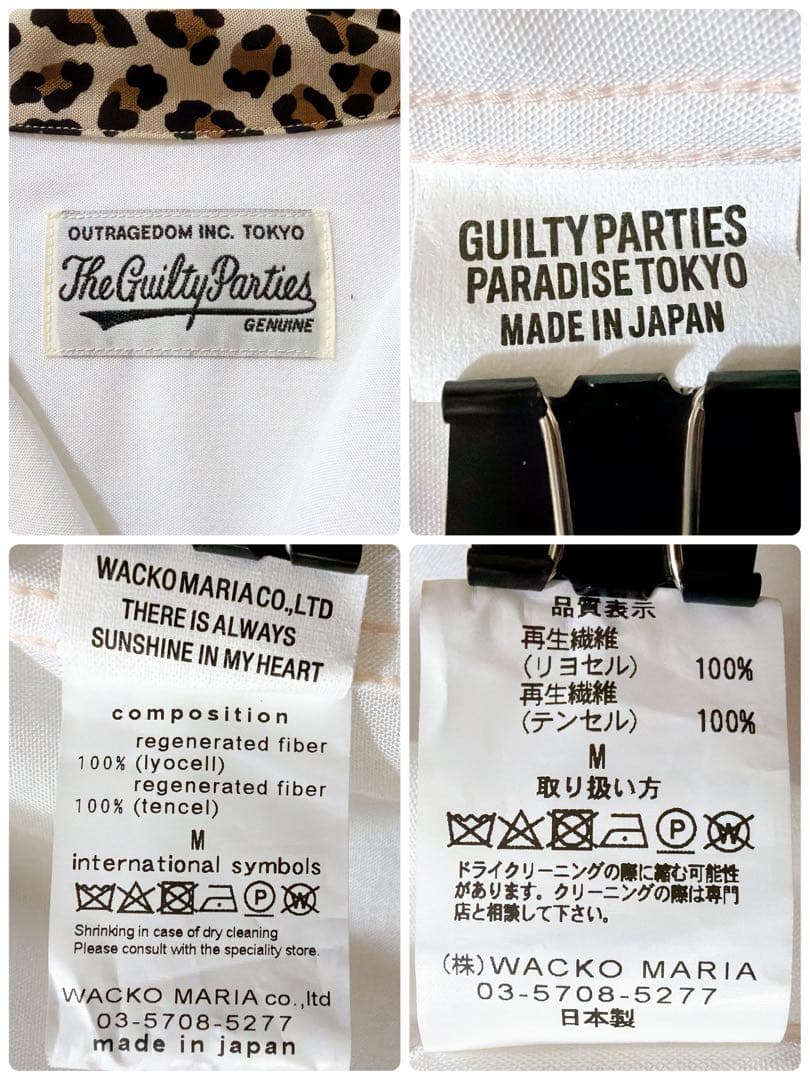 OUTRAGEDOM INC. TOKYO
The Guilty Parties
GENUINE
GUILTY PARTIES
PARADISE TOKYO
MADE IN JAPAN
WACKO MARIA CO.,LTD
THERE IS ALWAYS
SUNSHINE IN MY HEART
composition
regenerated fiber
100% (lyocell)
regenerated fiber
100% (tencel)
M
international symbols
P W
Shrinking in case of dry cleaning
Please consult with the speciality store.
WACKO MARIA co.,ltd
03-5708-5277
made in japan
品質表示
再生繊維
(リヨセル) 100%
再生繊維
(テンセル) 100%
M
取り扱い方
P W
ドライクリーニングの際に縮む可能性
があります。クリーニングの際は専門
店と相談して下さい。
(株)WACKO MARIA
03-5708-5277
日本製